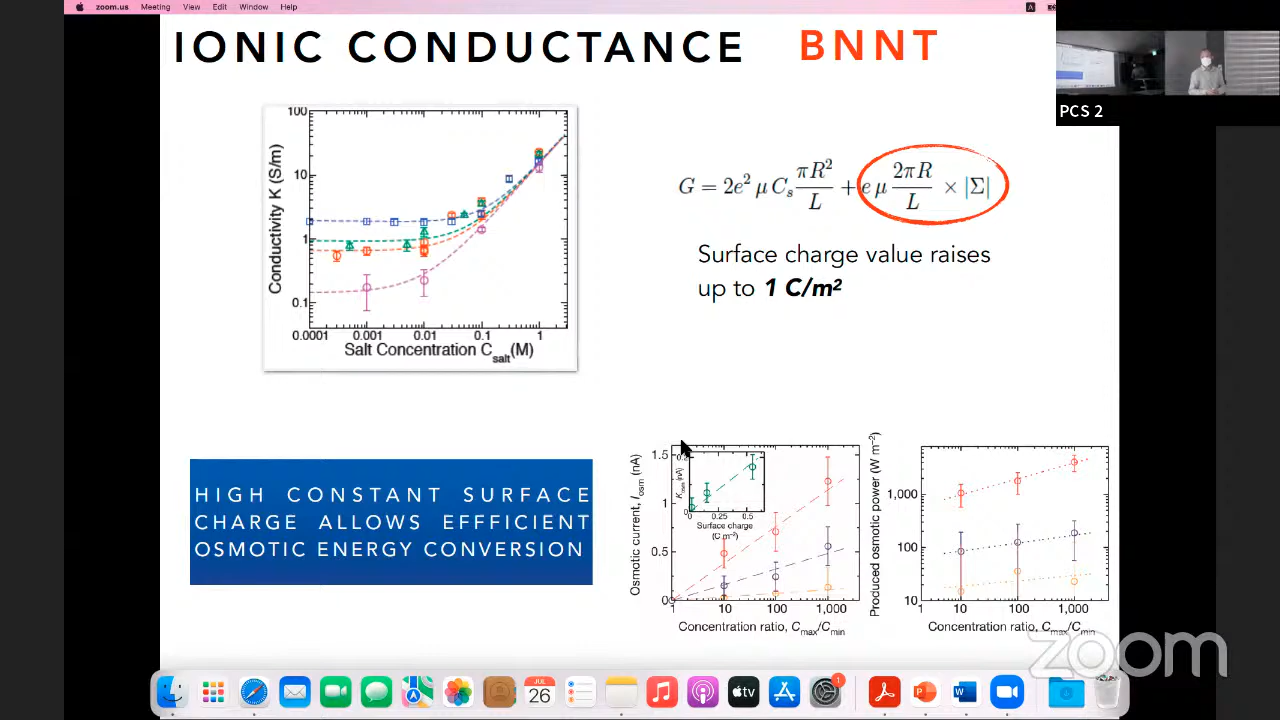 zoom.us Meeting View Edit Window Help
IONIC CONDUCTANCE BNNT
PCS 2
100
10
1
0.1
Conductivity K (S/m)
0.0001 0.001 0.01 0.1 1
Salt Concentration C_salt(M)
G = 2e² μ C_s πR²/L + e μ 2πR/L × |Σ|
Surface charge value raises
up to 1 C/m²
HIGH CONSTANT SURFACE
CHARGE ALLOWS EFFFICIENT
OSMOTIC ENERGY CONVERSION
Osmotic current, I_osm (nA)
1.5
0.5
0
0.25 0.5
Surface charge
(C m⁻²)
1 10 100 1,000
Concentration ratio, C_max/C_min
Produced osmotic power (W m⁻²)
1,000
100
10
1 10 100 1,000
Concentration ratio, C_max/C_min
zoom
JUL
26
tv
1